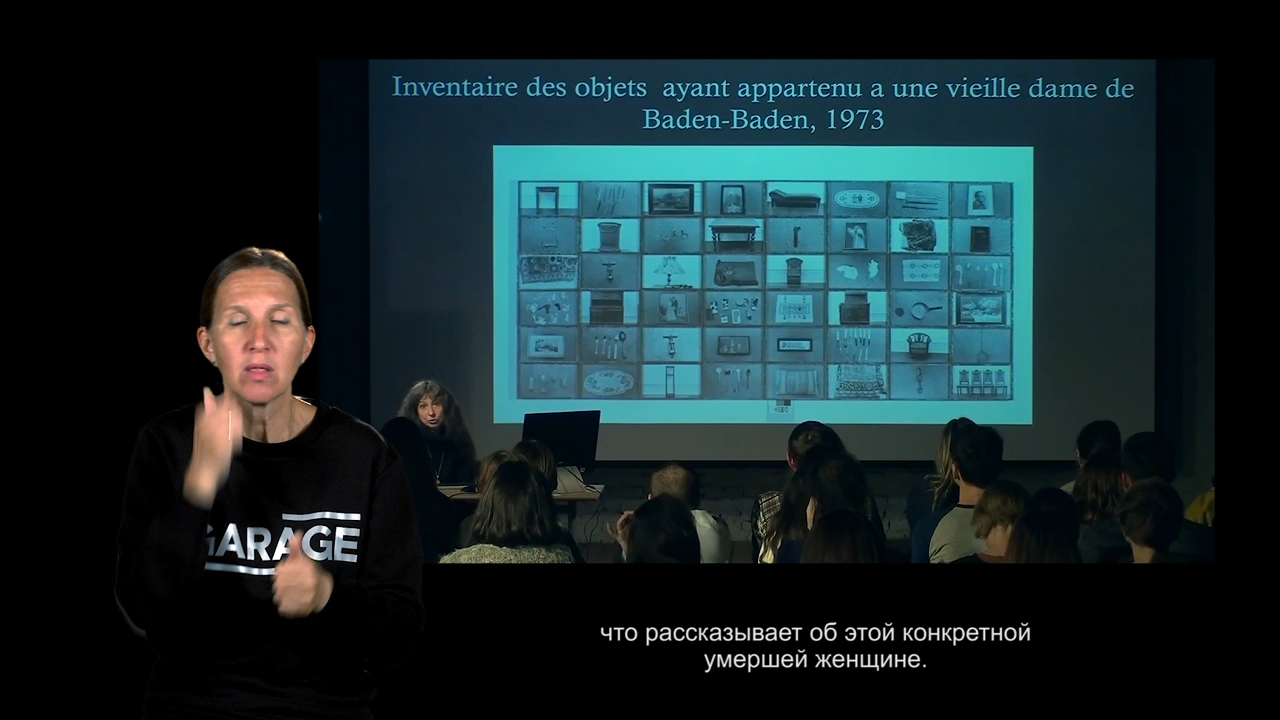 Inventaire des objets ayant appartenu a une vieille dame de
Baden-Baden, 1973
GARAGE
что рассказывает об этой конкретной
умершей женщине.